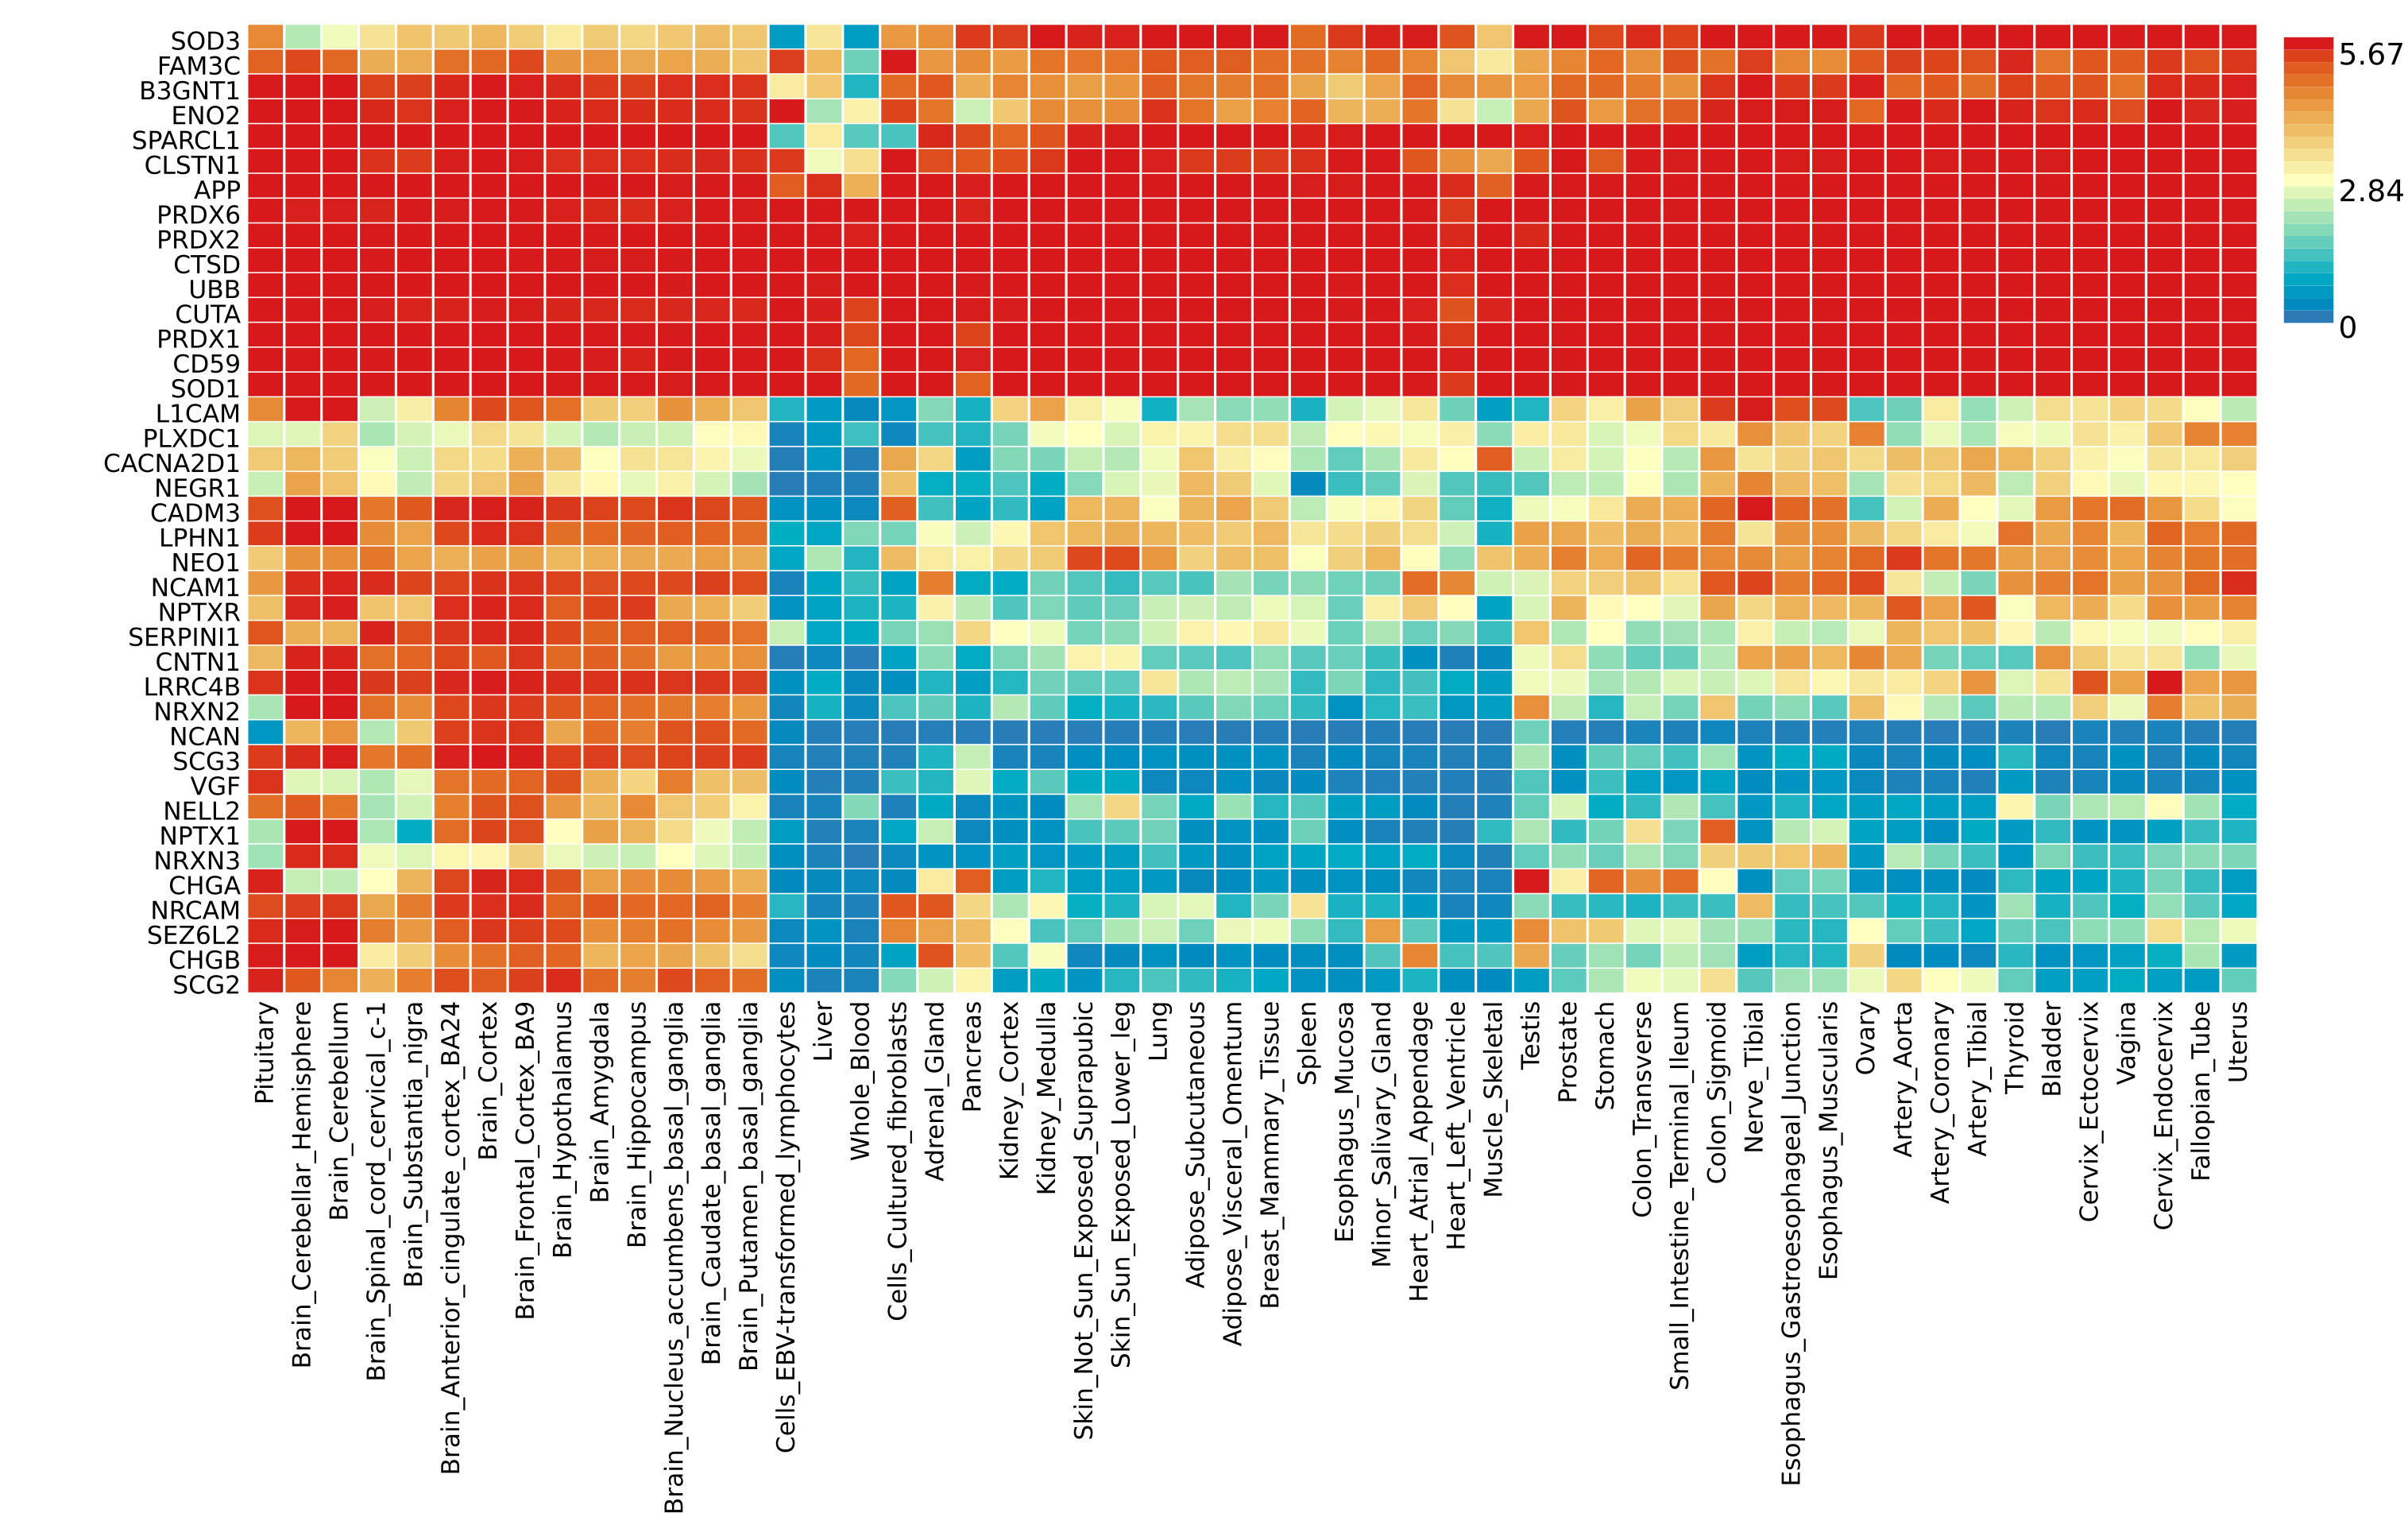 SOD3
FAM3C
B3GNT1
ENO2
SPARCL1
CLSTN1
APP
PRDX6
PRDX2
CTSD
UBB
CUTA
PRDX1
CD59
SOD1
L1CAM
PLXDC1
CACNA2D1
NEGR1
CADM3
LPHN1
NEO1
NCAM1
NPTXR
SERPINI1
CNTN1
LRRC4B
NRXN2
NCAN
SCG3
VGF
NELL2
NPTX1
NRXN3
CHGA
NRCAM
SEZ6L2
CHGB
SCG2
5.67
2.84
0
Pituitary
Brain_Cerebellar_Hemisphere
Brain_Cerebellum
Brain_Spinal_cord_cervical_c-1
Brain_Substantia_nigra
Brain_Anterior_cingulate_cortex_BA24
Brain_Cortex
Brain_Frontal_Cortex_BA9
Brain_Hypothalamus
Brain_Amygdala
Brain_Hippocampus
Brain_Nucleus_accumbens_basal_ganglia
Brain_Caudate_basal_ganglia
Brain_Putamen_basal_ganglia
Cells_EBV-transformed_lymphocytes
Liver
Whole_Blood
Cells_Cultured_fibroblasts
Adrenal_Gland
Pancreas
Kidney_Cortex
Kidney_Medulla
Skin_Not_Sun_Exposed_Suprapubic
Skin_Sun_Exposed_Lower_leg
Lung
Adipose_Subcutaneous
Adipose_Visceral_Omentum
Breast_Mammary_Tissue
Spleen
Esophagus_Mucosa
Minor_Salivary_Gland
Heart_Atrial_Appendage
Heart_Left_Ventricle
Muscle_Skeletal
Testis
Prostate
Stomach
Colon_Transverse
Small_Intestine_Terminal_Ileum
Colon_Sigmoid
Nerve_Tibial
Esophagus_Gastroesophageal_Junction
Esophagus_Muscularis
Ovary
Artery_Aorta
Artery_Coronary
Artery_Tibial
Thyroid
Bladder
Cervix_Ectocervix
Vagina
Cervix_Endocervix
Fallopian_Tube
Uterus